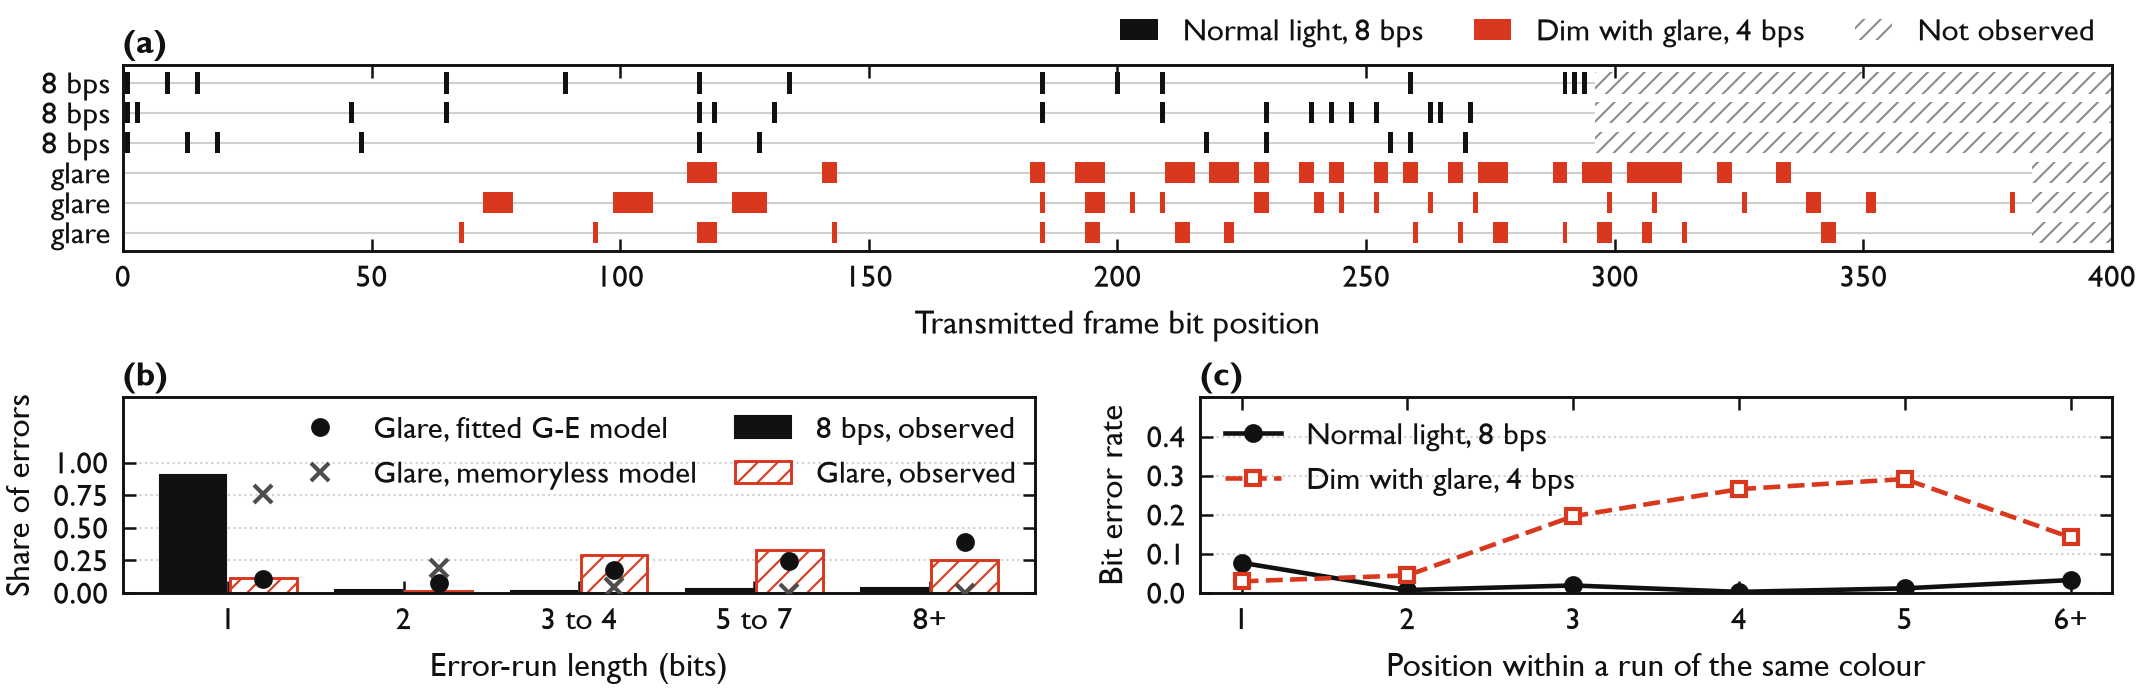 Normal light, 8 bps Dim with glare, 4 bps Not observed
(a)
8 bps
8 bps
8 bps
glare
glare
glare
0 50 100 150 200 250 300 350 400
Transmitted frame bit position
(b)
Share of errors
1.00
0.75
0.50
0.25
0.00
Glare, fitted G-E model 8 bps, observed
Glare, memoryless model Glare, observed
1 2 3 to 4 5 to 7 8+
Error-run length (bits)
(c)
Bit error rate
0.4
0.3
0.2
0.1
0.0
Normal light, 8 bps
Dim with glare, 4 bps
1 2 3 4 5 6+
Position within a run of the same colour